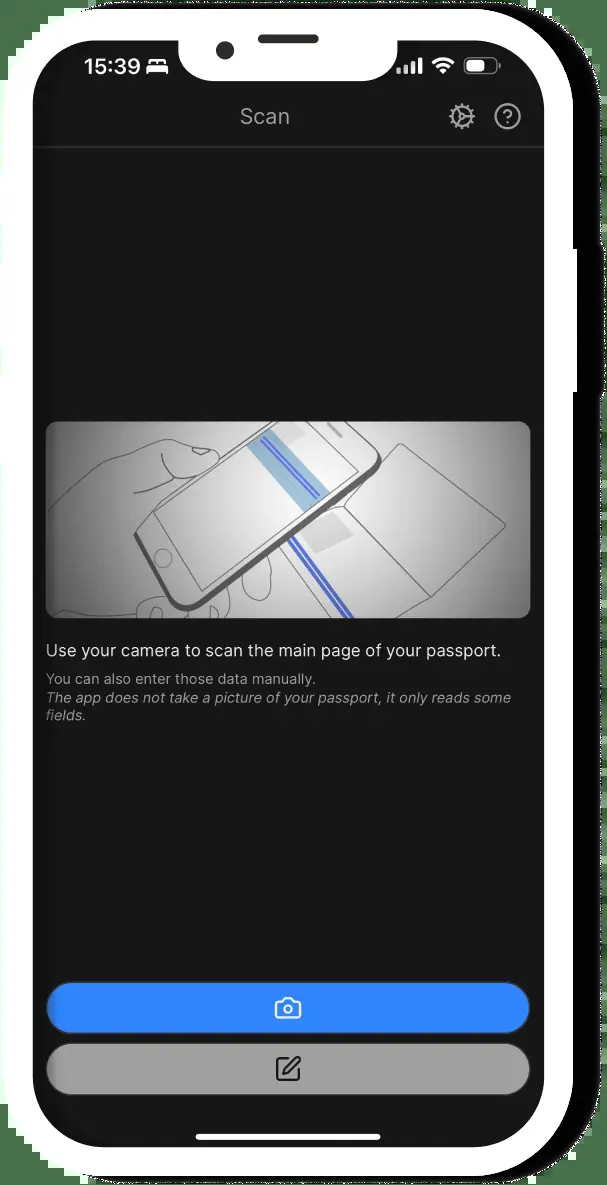 15:39
Scan
Use your camera to scan the main page of your passport.
You can also enter those data manually.
The app does not take a picture of your passport, it only reads some
fields.